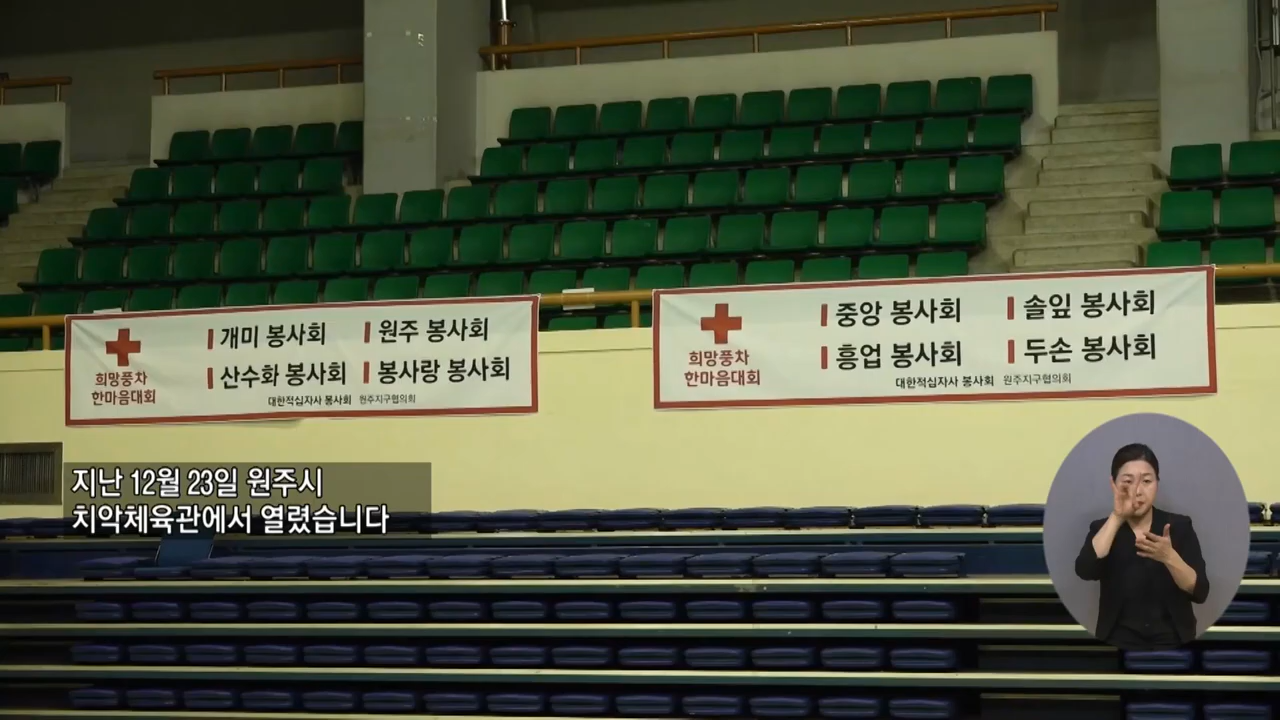 희망풍차
한마음대회
개미 봉사회
원주 봉사회
산수화 봉사회
봉사랑 봉사회
대한적십자사 봉사회 원주지구협의회
희망풍차
한마음대회
중앙 봉사회
솔잎 봉사회
흥업 봉사회
두손 봉사회
대한적십자사 봉사회 원주지구협의회
지난 12월 23일 원주시
치악체육관에서 열렸습니다